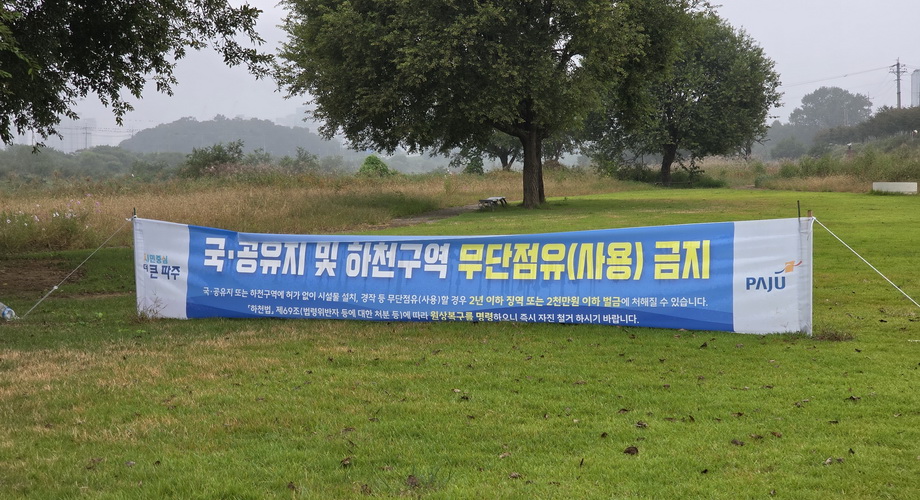 더 큰 파주
국·공유지 및 하천구역 무단점유(사용) 금지
국·공유지 또는 하천구역에 허가 없이 시설물 설치, 경작 등 무단점유(사용)할 경우 2년 이하 징역 또는 2천만원 이하 벌금에 처해질 수 있습니다.
「하천법」 제69조(법령위반자 등에 대한 처분 등)에 따라 원상복구를 명령하오니 즉시 자진 철거 하시기 바랍니다.
PAJU